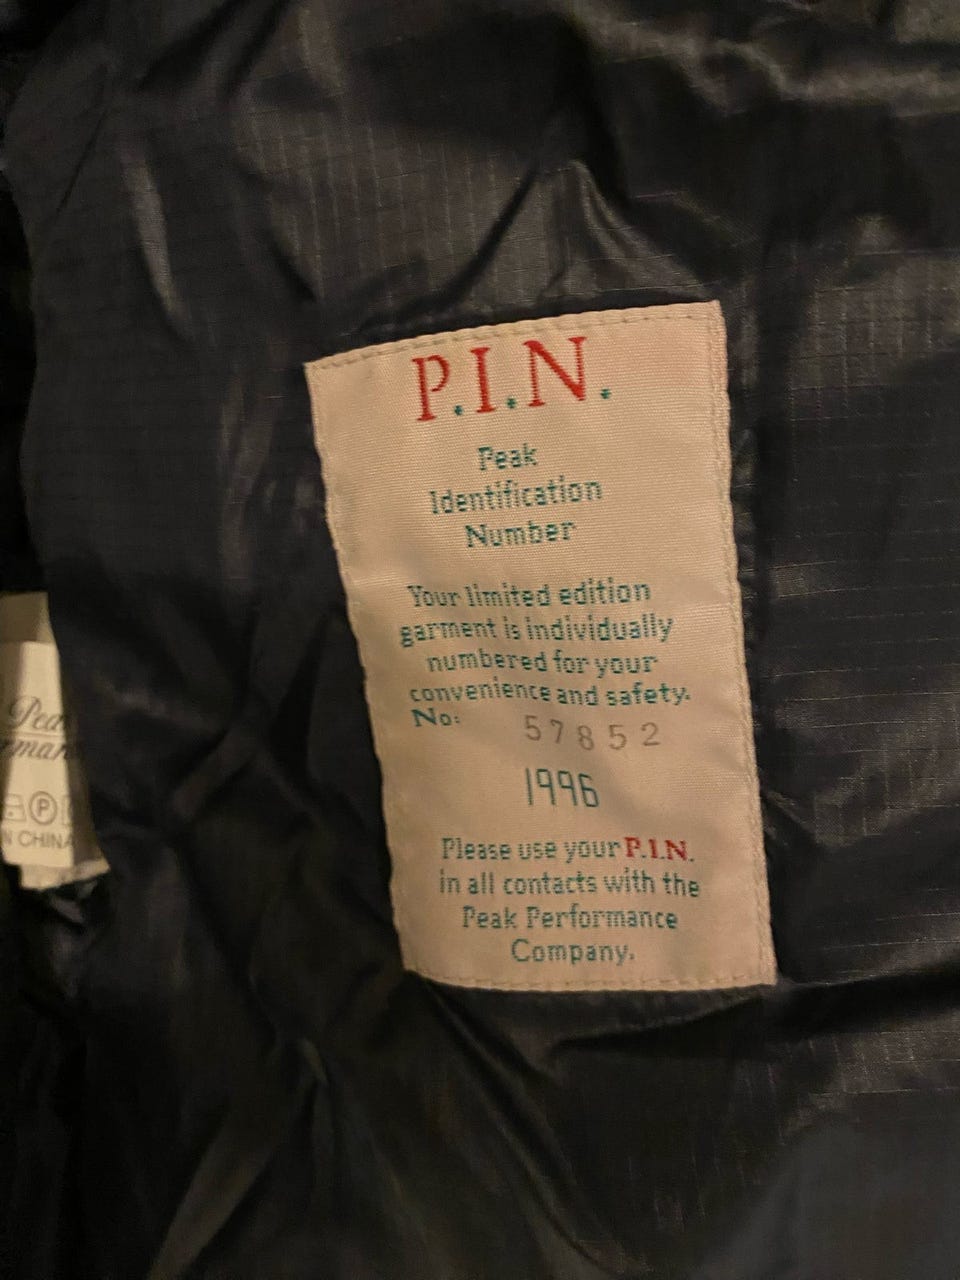 P.I.N.
Peak
Identification
Number
Your limited edition
garment is individually
numbered for your
convenience and safety.
No: 57852
1996
Please use your P.I.N.
in all contacts with the
Peak Performance
Company.
P
CHINA